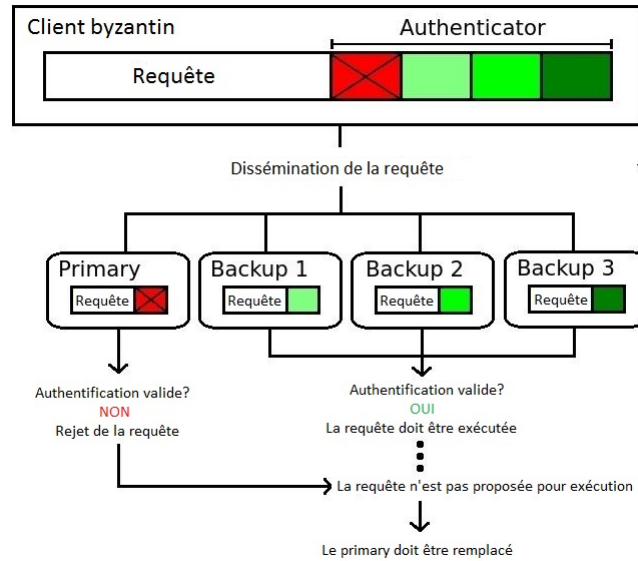 Client byzantin
Authenticator
Requête
Dissémination de la requête
Primary
Backup 1
Backup 2
Backup 3
Requête
Requête
Requête
Requête
Authentification valide?
NON
Rejet de la requête
Authentification valide?
OUI
La requête doit être exécutée
La requête n'est pas proposée pour exécution
Le primary doit être remplacé